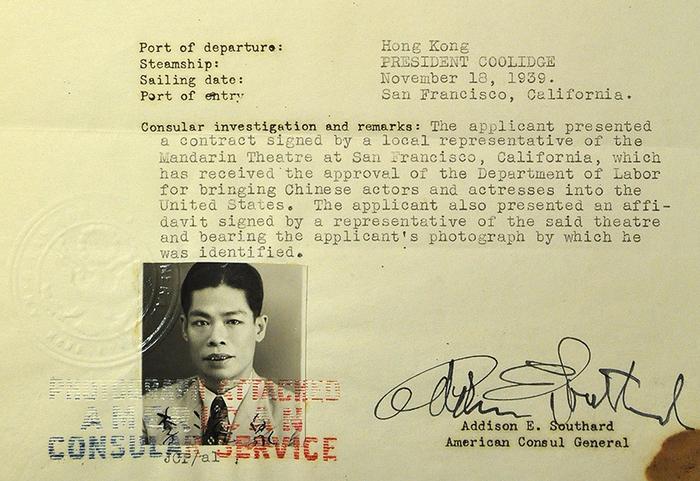 Port of departure: Hong Kong
Steamship: PRESIDENT COOLIDGE
Sailing date: November 18, 1939.
Port of entry San Francisco, California.
Consular investigation and remarks: The applicant presented
a contract signed by a local representative of the
Mandarin Theatre at San Francisco, California, which
has received the approval of the Department of Labor
for bringing Chinese actors and actresses into the
United States. The applicant also presented an affi-
davit signed by a representative of the said theatre
and bearing the applicant's photograph by which he
was identified.
PHOTOGRAPH ATTACHED
AMERICAN
CONSULAR SERVICE
JCP/al
Addison E. Southard
Addison E. Southard
American Consul General